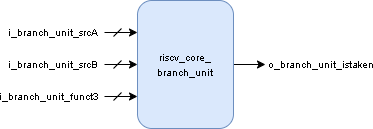 i_branch_unit_srcA
i_branch_unit_srcB
i_branch_unit_funct3
riscv_core_
branch_unit
o_branch_unit_istaken